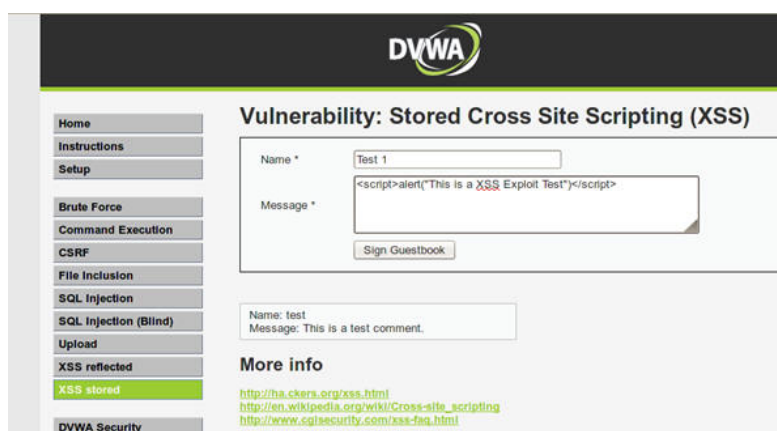 DVWA
Vulnerability: Stored Cross Site Scripting (XSS)
Home
Instructions
Setup
Brute Force
Command Execution
CSRF
File Inclusion
SQL Injection
SQL Injection (Blind)
Upload
XSS reflected
XSS stored
DVWA Security
Name *
Test 1
Message *
<script>alert("This is a XSS Exploit Test")</script>
Sign Guestbook
Name: test
Message: This is a test comment.
More info
http://ha.ckers.org/xss.html
http://en.wikipedia.org/wiki/Cross-site_scripting
http://www.cgisecurity.com/xss-faq.html